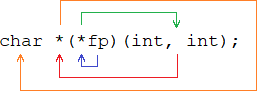 char *(*fp)(int, int);